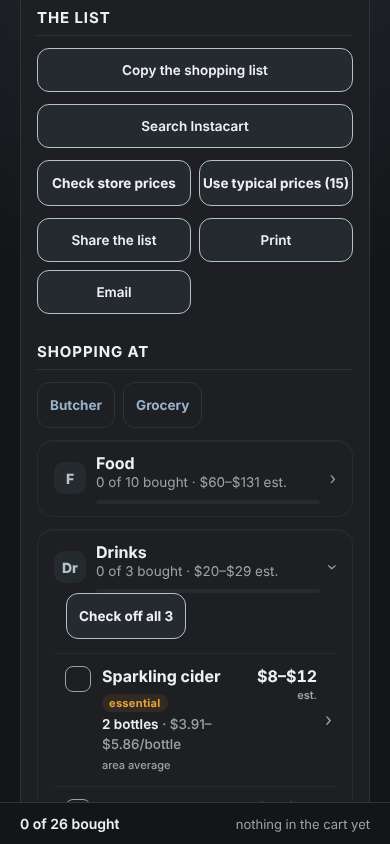 THE LIST
Copy the shopping list
Search Instacart
Check store prices
Use typical prices (15)
Share the list
Print
Email
SHOPPING AT
Butcher
Grocery
F
Food
0 of 10 bought · $60–$131 est.
Dr
Drinks
0 of 3 bought · $20–$29 est.
Check off all 3
Sparkling cider
$8–$12
est.
essential
2 bottles · $3.91–
$5.86/bottle
area average
0 of 26 bought
nothing in the cart yet